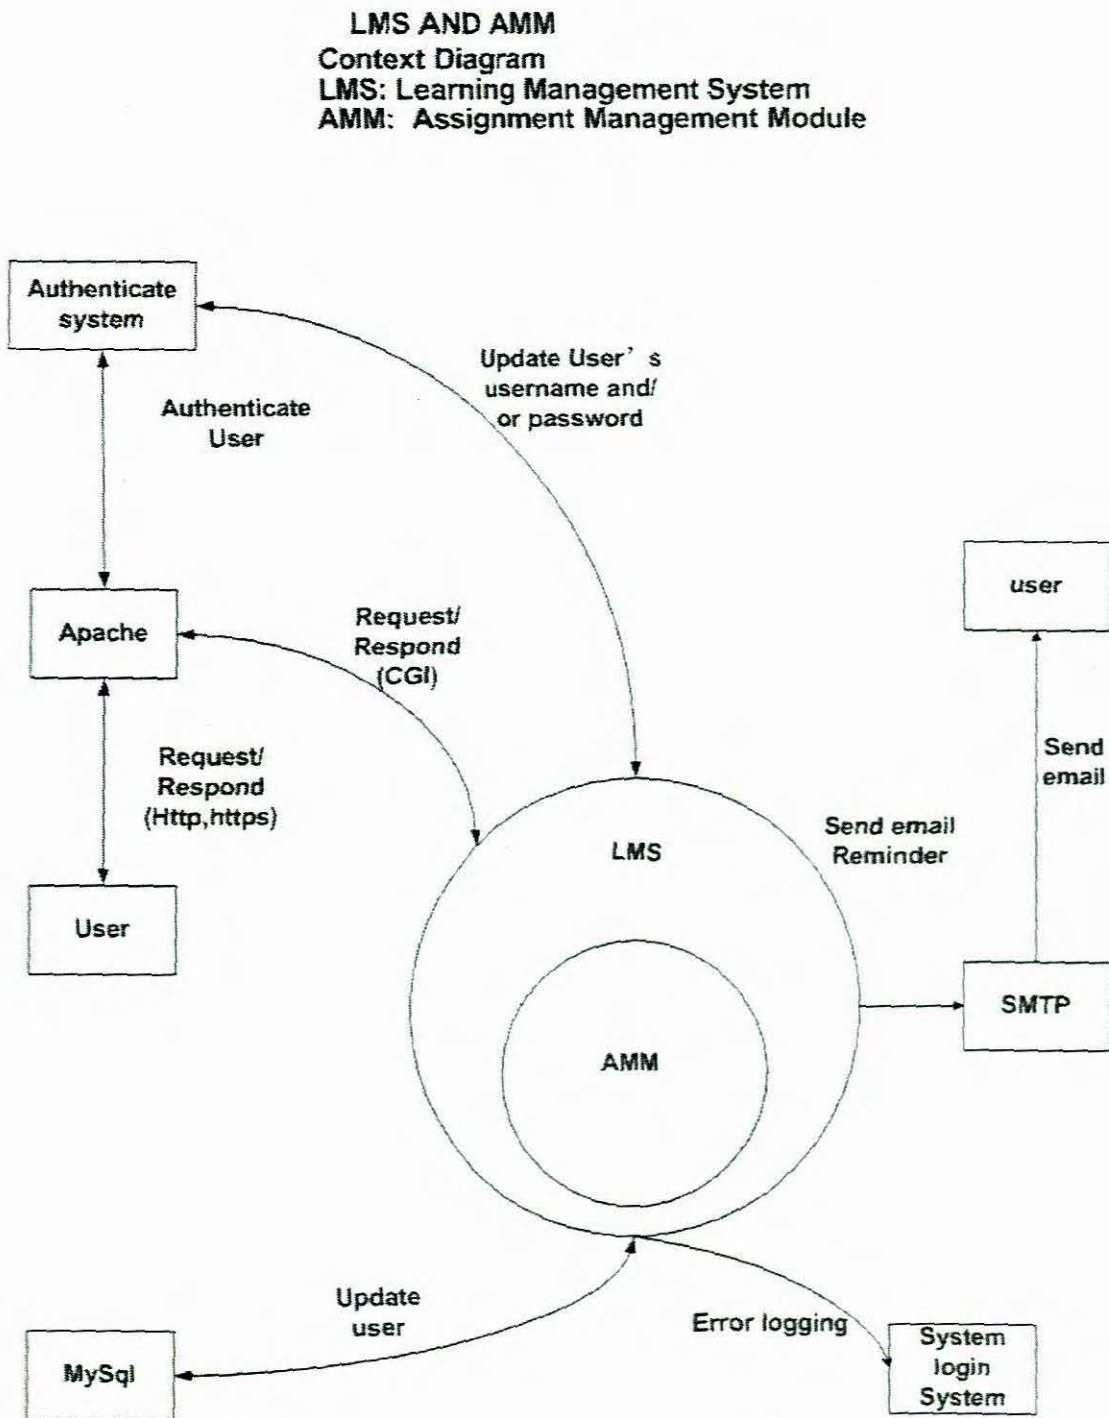 LMS AND AMM
Context Diagram
LMS: Learning Management System
AMM: Assignment Management Module
Authenticate
system
Update User's
username and/
or password
Authenticate
User
user
Apache
Request/
Respond
(CGI)
Send
email
Request/
Respond
(Http,https)
Send email
Reminder
LMS
User
SMTP
AMM
Update
user
Error logging
MySql
System
login
System